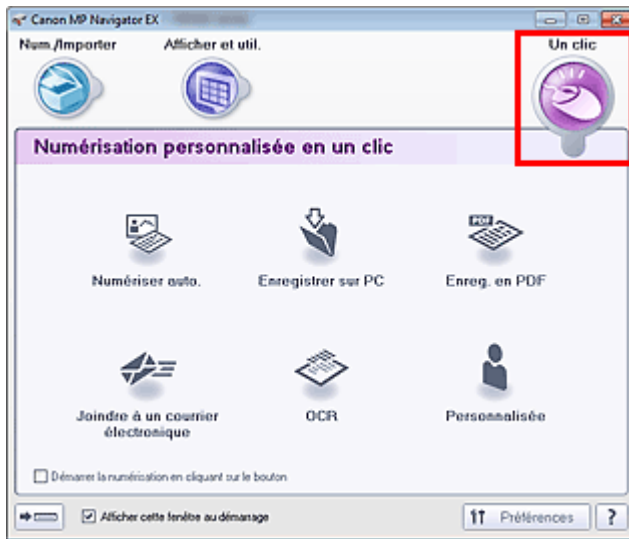 Canon MP Navigator EX
Num./Importer
Afficher et util.
Un clic
Numérisation personnalisée en un clic
Numériser auto.
Enregistrer sur PC
PDF
Enreg. en PDF
Joindre à un courrier
électronique
OCR
Personnalisée
Démarrer la numérisation en cliquant sur le bouton
Afficher cette fenêtre au démarrage
Préférences
?